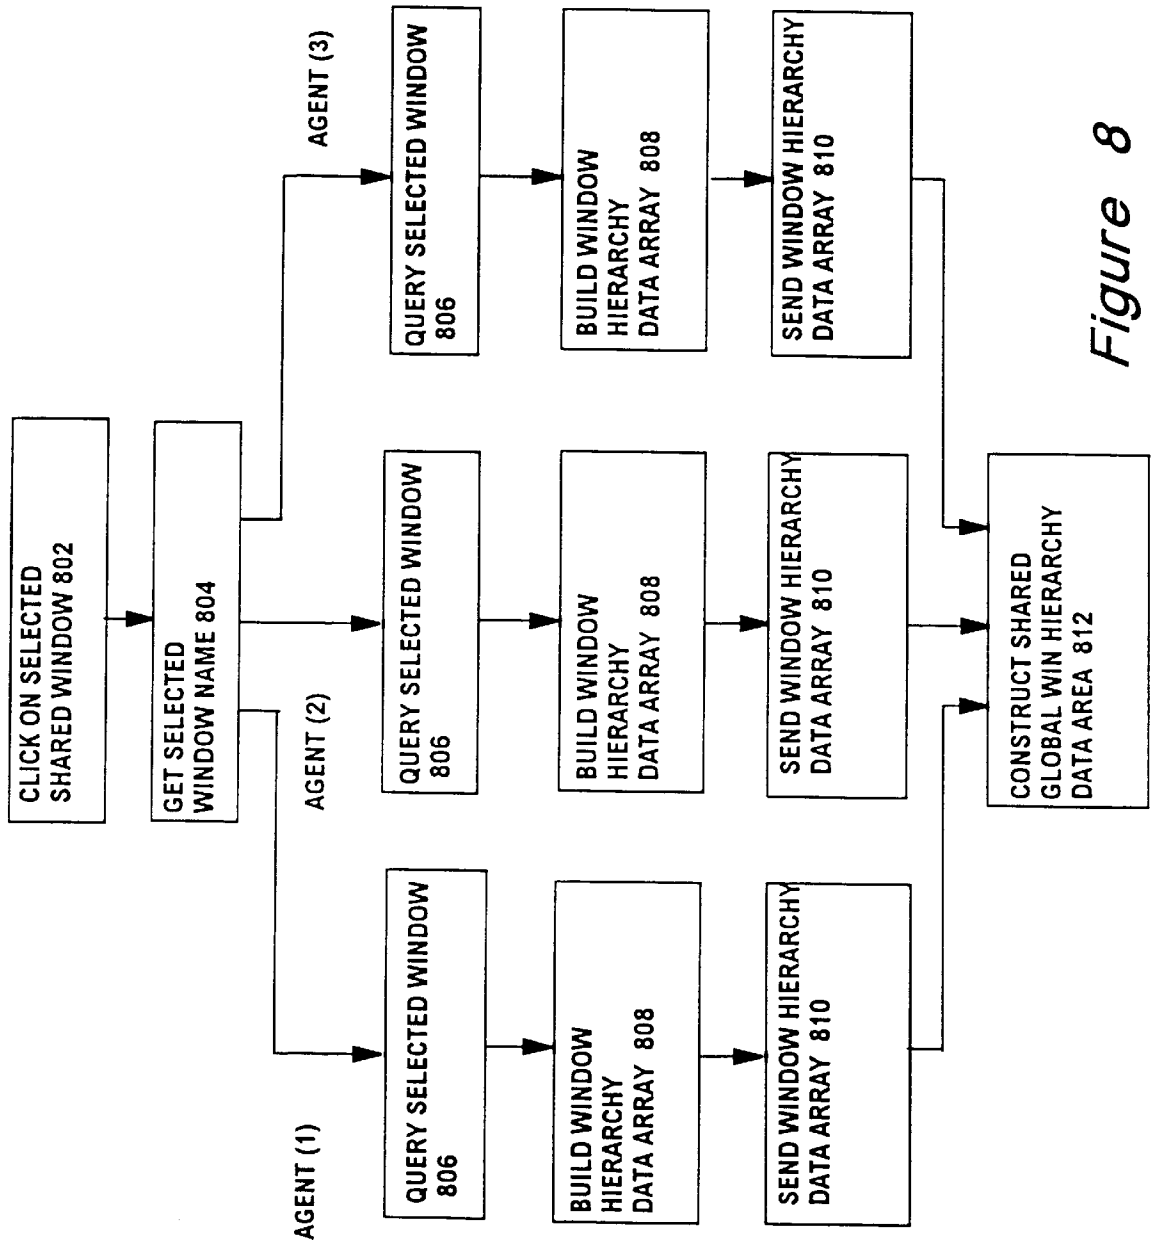 CLICK ON SELECTED
SHARED WINDOW 802
GET SELECTED
WINDOW NAME 804
AGENT (1)
AGENT (2)
AGENT (3)
QUERY SELECTED WINDOW
806
QUERY SELECTED WINDOW
806
QUERY SELECTED WINDOW
806
BUILD WINDOW
HIERARCHY
DATA ARRAY 808
BUILD WINDOW
HIERARCHY
DATA ARRAY 808
BUILD WINDOW
HIERARCHY
DATA ARRAY 808
SEND WINDOW HIERARCHY
DATA ARRAY 810
SEND WINDOW HIERARCHY
DATA ARRAY 810
SEND WINDOW HIERARCHY
DATA ARRAY 810
CONSTRUCT SHARED
GLOBAL WIN HIERARCHY
DATA AREA 812
Figure 8